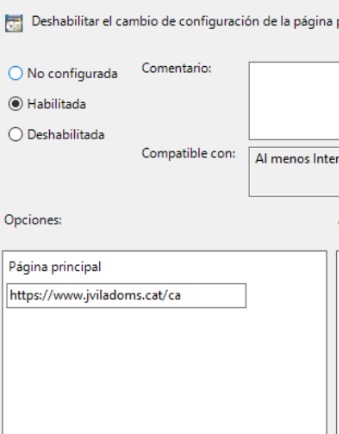 Deshabilitar el cambio de configuración de la página
No configurada
Comentario:
Habilitada
Deshabilitada
Compatible con:
Al menos Inter
Opciones:
Página principal
https://www.jviladoms.cat/ca